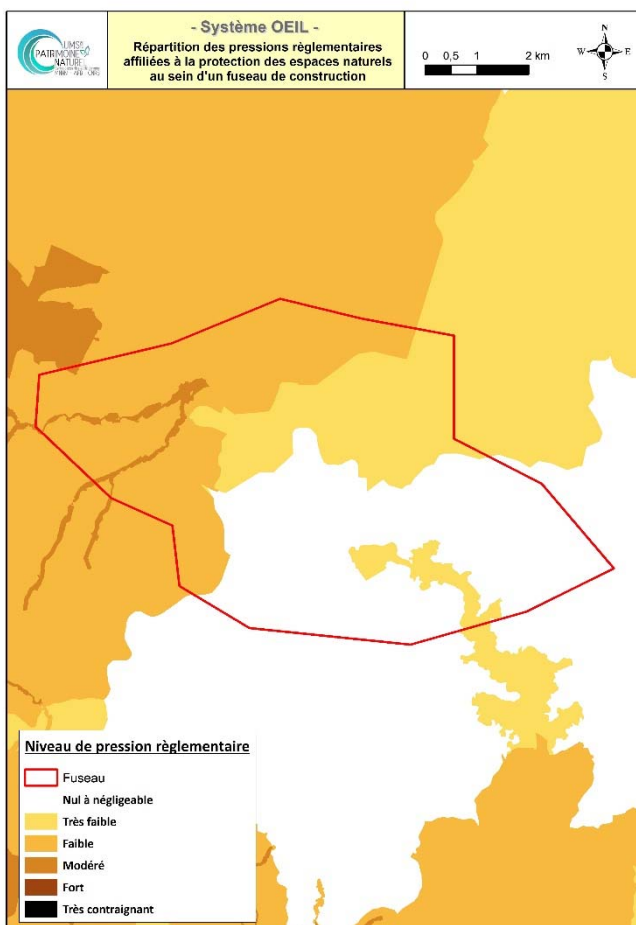 UMS
PATRIMOINE
NATUREL
- Système OEIL -
Répartition des pressions règlementaires
affiliées à la protection des espaces naturels
au sein d'un fuseau de construction
0 0,5 1 2 km
N
W E
S
Niveau de pression règlementaire
Fuseau
Nul à négligeable
Très faible
Faible
Modéré
Fort
Très contraignant